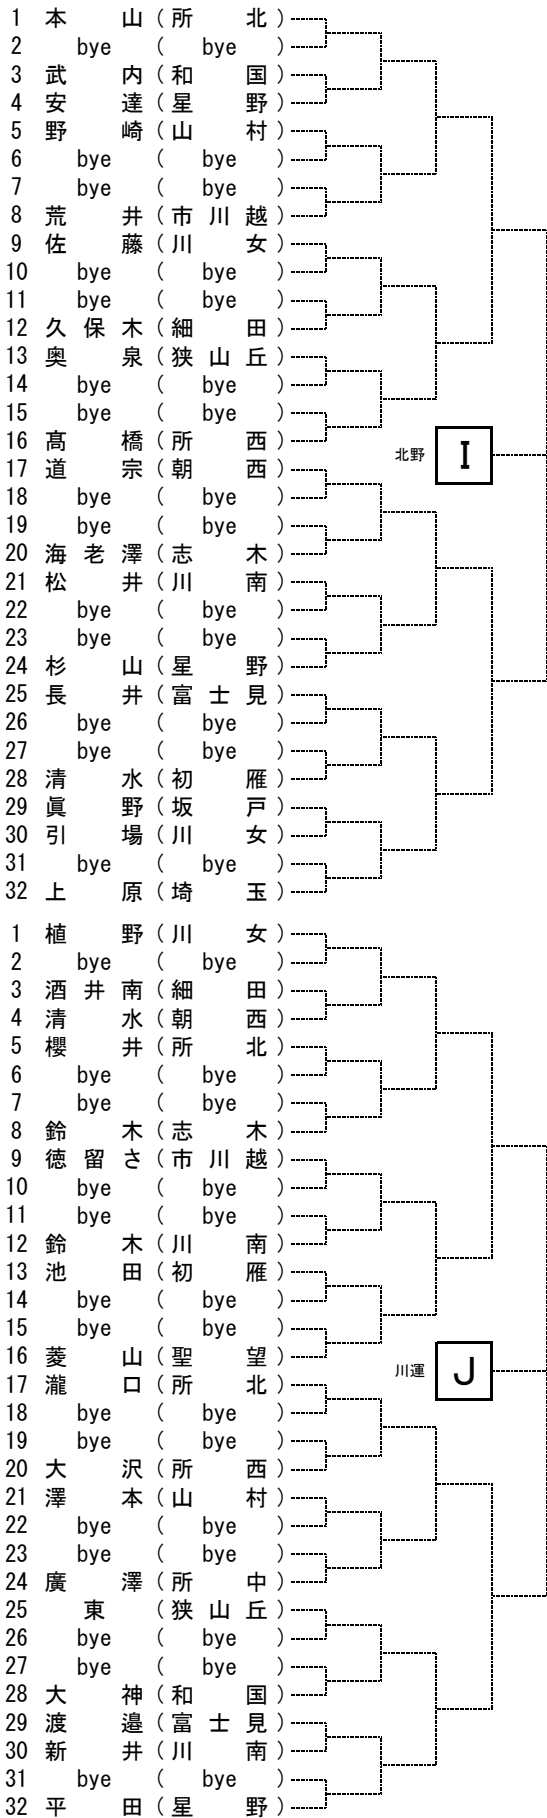 1 本 山 ( 所 北 )
2 bye ( bye )
3 武 内 ( 和 国 )
4 安 達 ( 星 野 )
5 野 崎 ( 山 村 )
6 bye ( bye )
7 bye ( bye )
8 荒 井 ( 市 川 越 )
9 佐 藤 ( 川 女 )
10 bye ( bye )
11 bye ( bye )
12 久 保 木 ( 細 田 )
13 奥 泉 ( 狭 山 丘 )
14 bye ( bye )
15 bye ( bye )
16 髙 橋 ( 所 西 )
北野 I
17 道 宗 ( 朝 西 )
18 bye ( bye )
19 bye ( bye )
20 海 老 澤 ( 志 木 )
21 松 井 ( 川 南 )
22 bye ( bye )
23 bye ( bye )
24 杉 山 ( 星 野 )
25 長 井 ( 富 士 見 )
26 bye ( bye )
27 bye ( bye )
28 清 水 ( 初 雁 )
29 眞 野 ( 坂 戸 )
30 引 場 ( 川 女 )
31 bye ( bye )
32 上 原 ( 埼 玉 )
1 植 野 ( 川 女 )
2 bye ( bye )
3 酒 井 南 ( 細 田 )
4 清 水 ( 朝 西 )
5 櫻 井 ( 所 北 )
6 bye ( bye )
7 bye ( bye )
8 鈴 木 ( 志 木 )
9 徳 留 さ ( 市 川 越 )
10 bye ( bye )
11 bye ( bye )
12 鈴 木 ( 川 南 )
13 池 田 ( 初 雁 )
14 bye ( bye )
15 bye ( bye )
16 菱 山 ( 聖 望 )
川運 J
17 瀧 口 ( 所 北 )
18 bye ( bye )
19 bye ( bye )
20 大 沢 ( 所 西 )
21 澤 本 ( 山 村 )
22 bye ( bye )
23 bye ( bye )
24 廣 澤 ( 所 中 )
25 東 ( 狭 山 丘 )
26 bye ( bye )
27 bye ( bye )
28 大 神 ( 和 国 )
29 渡 邉 ( 富 士 見 )
30 新 井 ( 川 南 )
31 bye ( bye )
32 平 田 ( 星 野 )